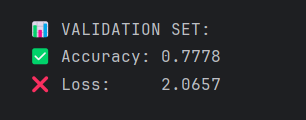 📊 VALIDATION SET:
✅ Accuracy: 0.7778
❌ Loss:     2.0657